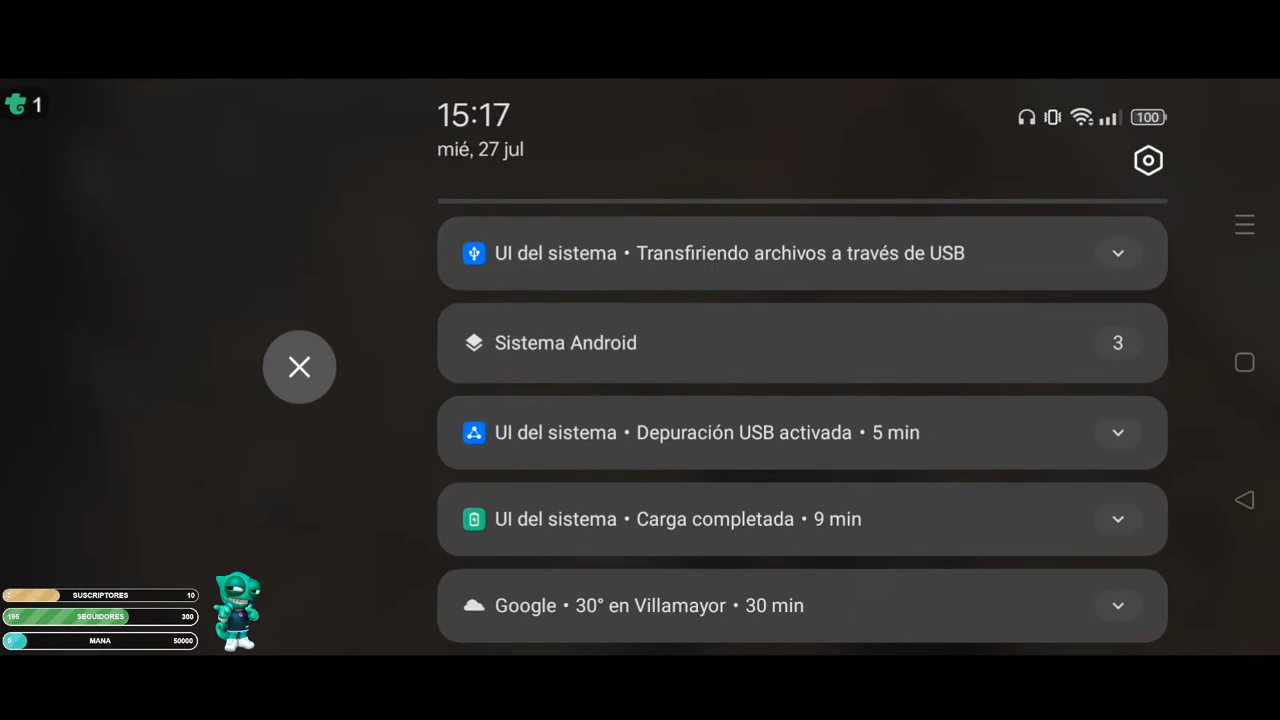 1
15:17
100
mié, 27 jul
UI del sistema • Transfiriendo archivos a través de USB
Sistema Android 3
UI del sistema • Depuración USB activada • 5 min
UI del sistema • Carga completada • 9 min
Google • 30° en Villamayor • 30 min
SUSCRIPTORES 10
195 SEGUIDORES 300
0 MANA 50000